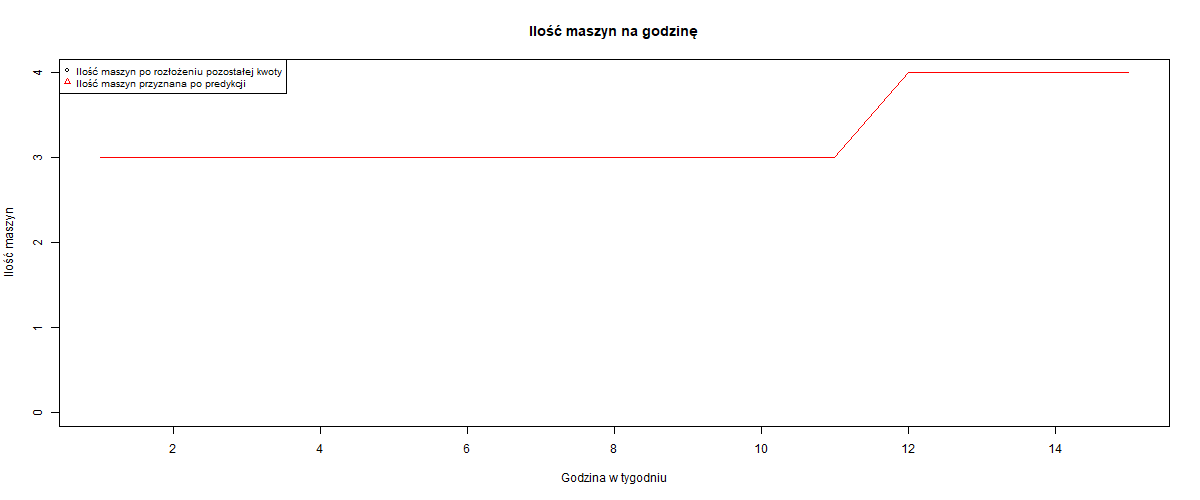 Ilość maszyn na godzinę
Ilość maszyn po rozłożeniu pozostałej kwoty
Ilość maszyn przyznana po predykcji
4
3
2
1
0
Ilość maszyn
2 4 6 8 10 12 14
Godzina w tygodniu